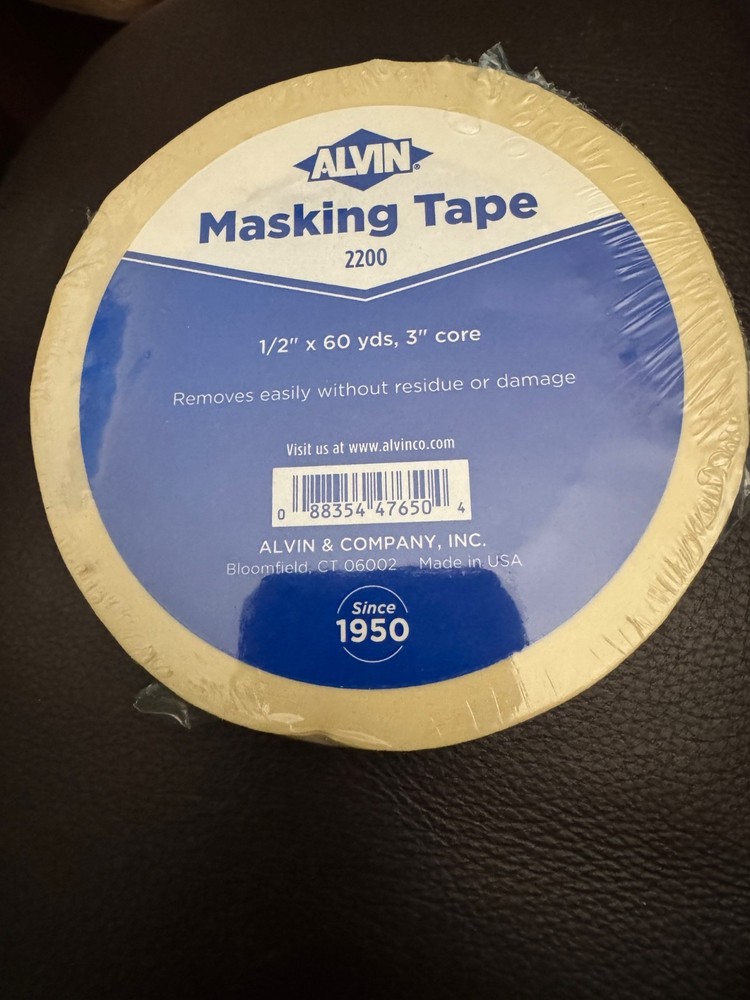 ALVIN®
Masking Tape
2200
1/2" x 60 yds, 3" core
Removes easily without residue or damage
Visit us at www.alvinco.com
0 88354 47650 4
ALVIN & COMPANY, INC.
Bloomfield, CT 06002 Made in USA
Since
1950